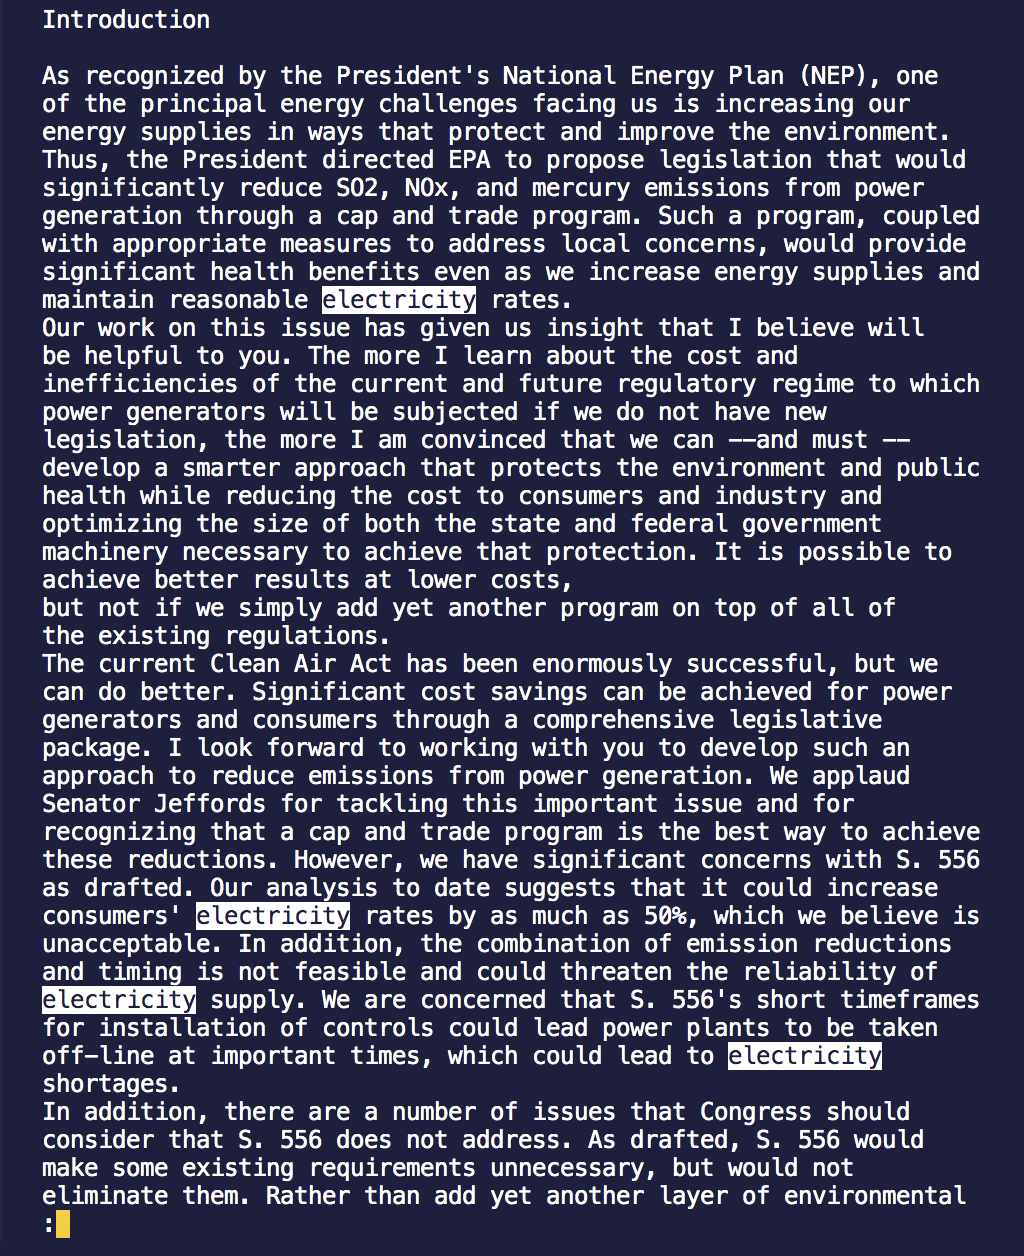 Introduction
As recognized by the President's National Energy Plan (NEP), one
of the principal energy challenges facing us is increasing our
energy supplies in ways that protect and improve the environment.
Thus, the President directed EPA to propose legislation that would
significantly reduce SO2, NOx, and mercury emissions from power
generation through a cap and trade program. Such a program, coupled
with appropriate measures to address local concerns, would provide
significant health benefits even as we increase energy supplies and
maintain reasonable electricity rates.
Our work on this issue has given us insight that I believe will
be helpful to you. The more I learn about the cost and
inefficiencies of the current and future regulatory regime to which
power generators will be subjected if we do not have new
legislation, the more I am convinced that we can --and must --
develop a smarter approach that protects the environment and public
health while reducing the cost to consumers and industry and
optimizing the size of both the state and federal government
machinery necessary to achieve that protection. It is possible to
achieve better results at lower costs,
but not if we simply add yet another program on top of all of
the existing regulations.
The current Clean Air Act has been enormously successful, but we
can do better. Significant cost savings can be achieved for power
generators and consumers through a comprehensive legislative
package. I look forward to working with you to develop such an
approach to reduce emissions from power generation. We applaud
Senator Jeffords for tackling this important issue and for
recognizing that a cap and trade program is the best way to achieve
these reductions. However, we have significant concerns with S. 556
as drafted. Our analysis to date suggests that it could increase
consumers' electricity rates by as much as 50%, which we believe is
unacceptable. In addition, the combination of emission reductions
and timing is not feasible and could threaten the reliability of
electricity supply. We are concerned that S. 556's short timeframes
for installation of controls could lead power plants to be taken
off-line at important times, which could lead to electricity
shortages.
In addition, there are a number of issues that Congress should
consider that S. 556 does not address. As drafted, S. 556 would
make some existing requirements unnecessary, but would not
eliminate them. Rather than add yet another layer of environmental
: